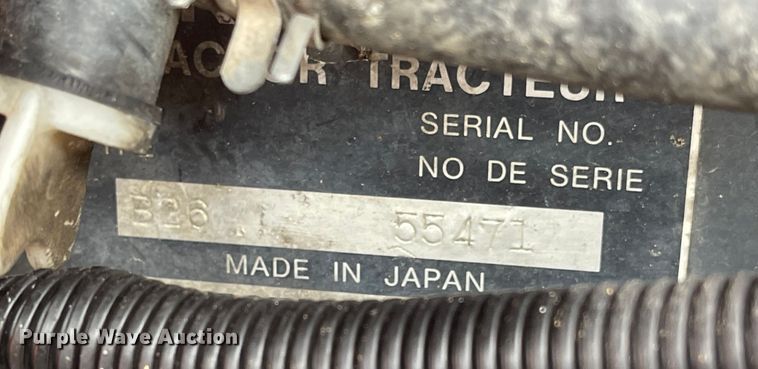 TRACTEUR
SERIAL NO.
NO DE SERIE
B26 55471
MADE IN JAPAN
Purple Wave Auction